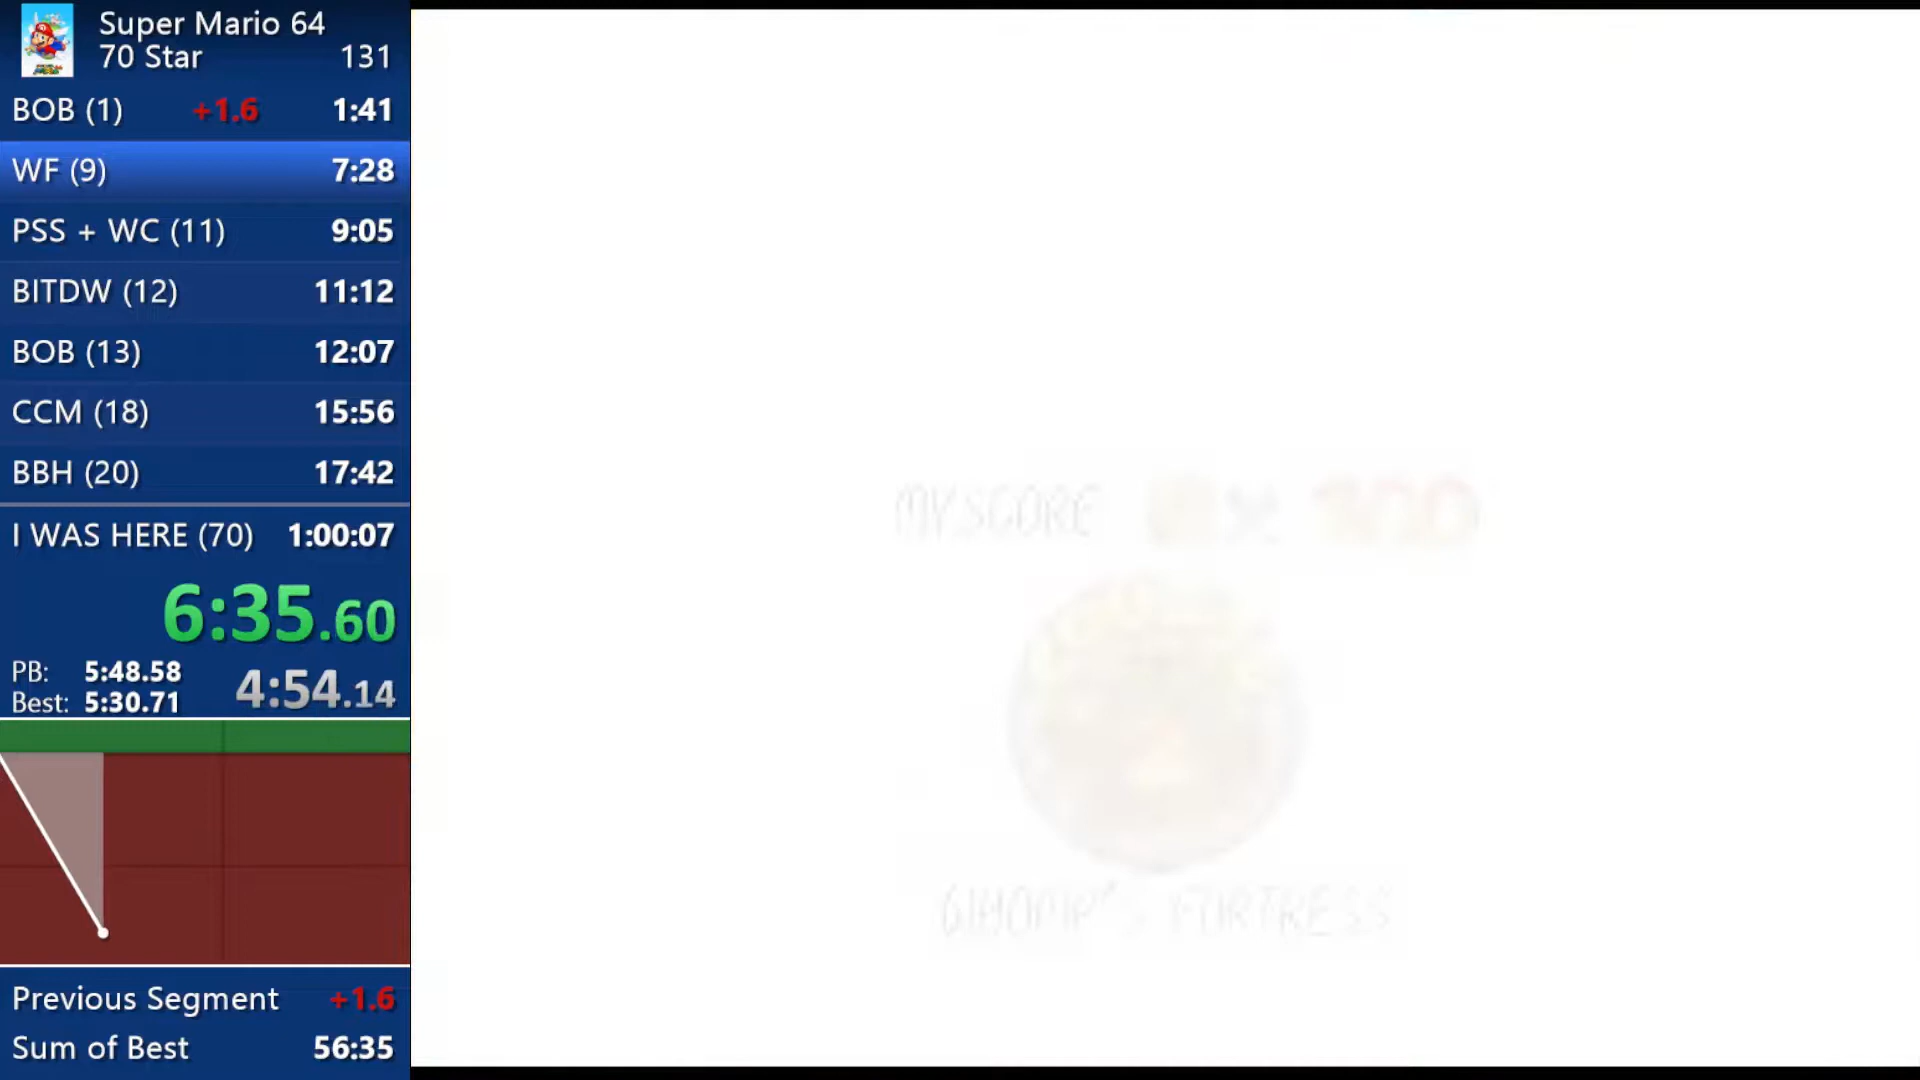 Super Mario 64
70 Star 131
BOB (1) +1.6 1:41
WF (9) 7:28
PSS + WC (11) 9:05
BITDW (12) 11:12
BOB (13) 12:07
CCM (18) 15:56
BBH (20) 17:42
I WAS HERE (70) 1:00:07
6:35.60
PB: 5:48.58
Best: 5:30.71
4:54.14
Previous Segment +1.6
Sum of Best 56:35
MY SCORE × 100
WHOMP'S FORTRESS